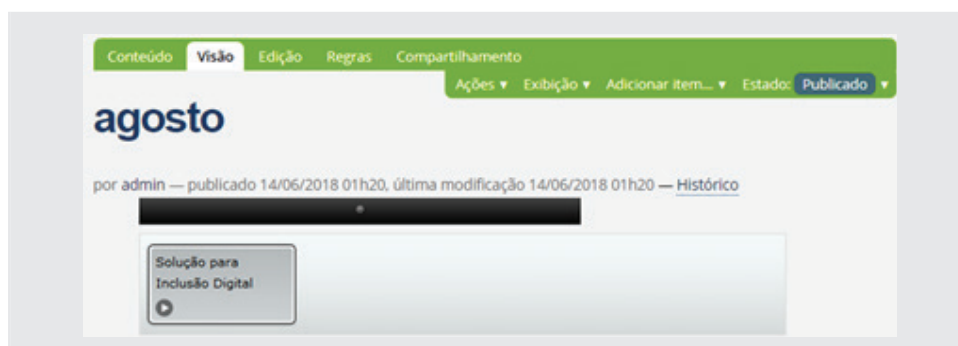 Conteúdo Visão Edição Regras Compartilhamento
Ações ▾ Exibição ▾ Adicionar item... ▾ Estado: Publicado ▾
agosto
por admin — publicado 14/06/2018 01h20, última modificação 14/06/2018 01h20 — Histórico
Solução para
Inclusão Digital